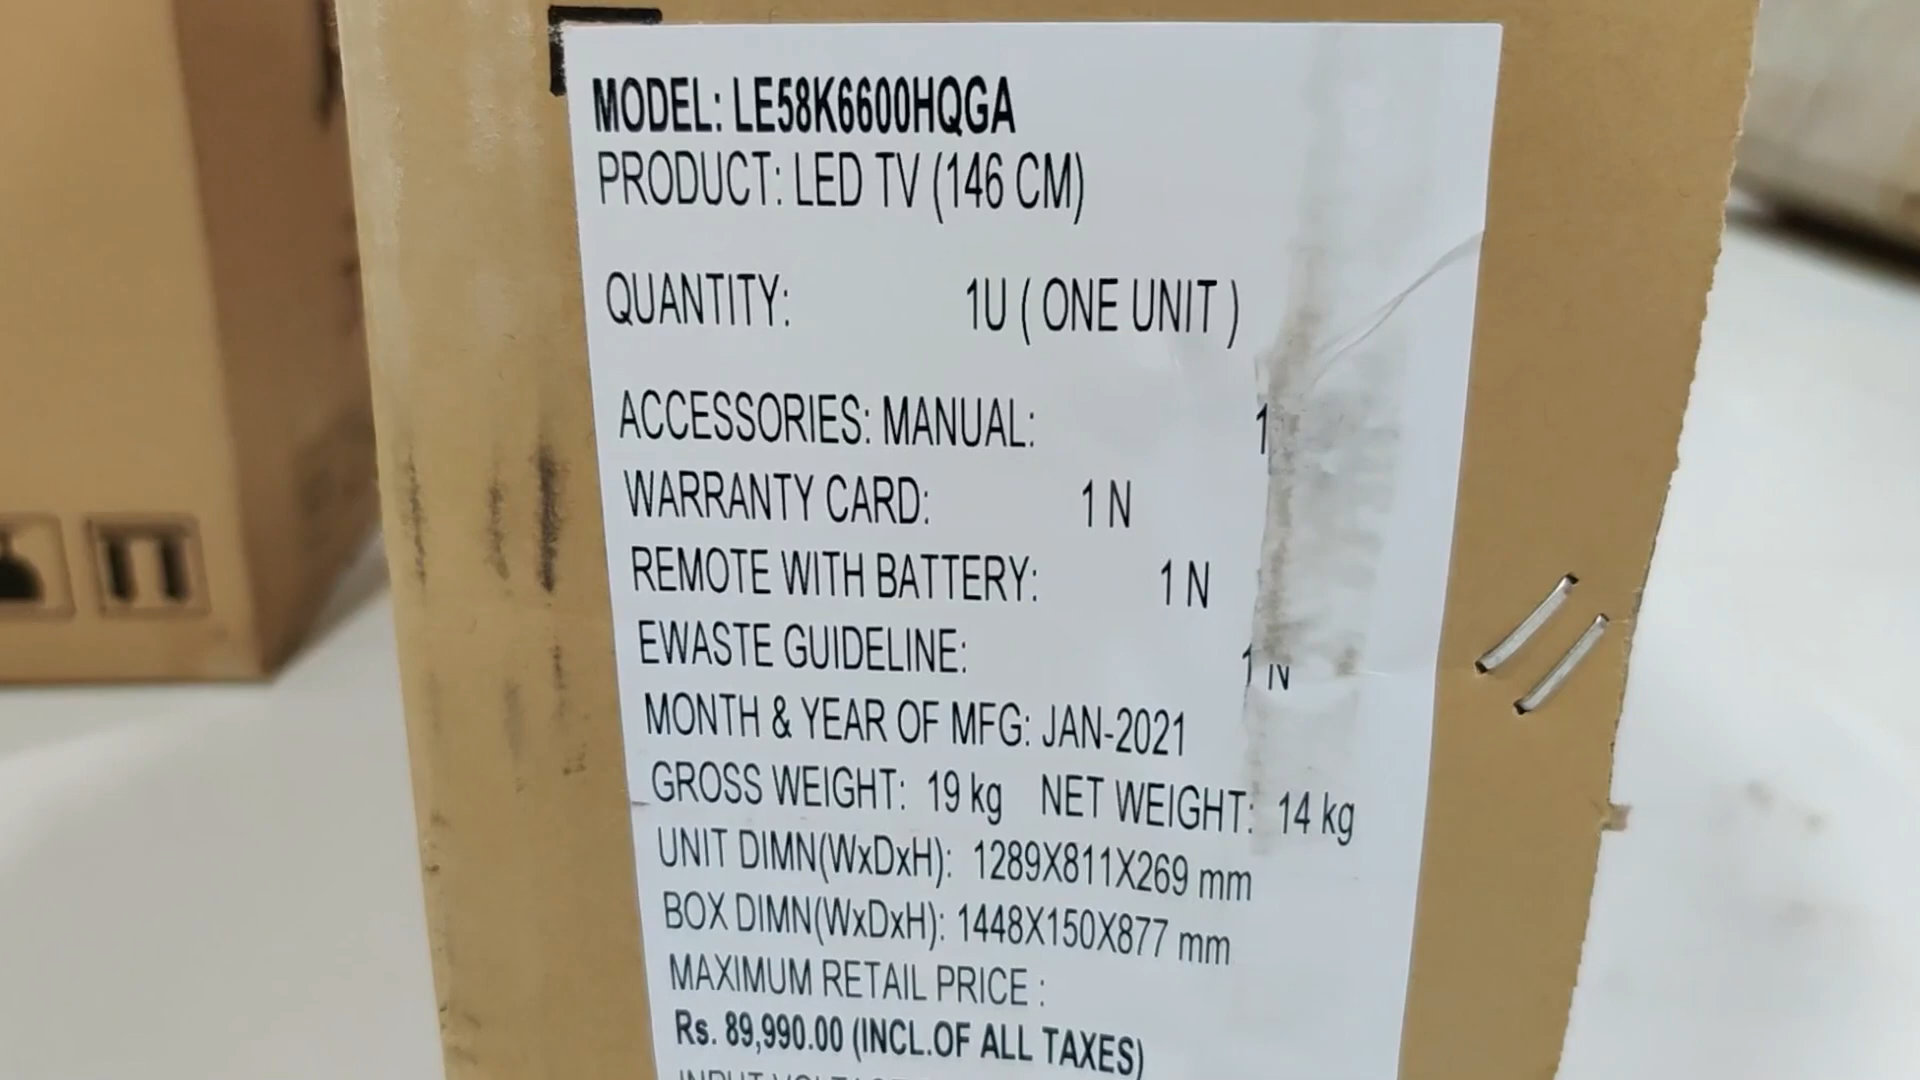 MODEL: LE58K6600HQGA
PRODUCT: LED TV (146 CM)
QUANTITY: 1U ( ONE UNIT )
ACCESSORIES: MANUAL: 1
WARRANTY CARD: 1 N
REMOTE WITH BATTERY: 1 N
EWASTE GUIDELINE: 1 N
MONTH & YEAR OF MFG: JAN-2021
GROSS WEIGHT: 19 kg NET WEIGHT: 14 kg
UNIT DIMN(WxDxH): 1289X811X269 mm
BOX DIMN(WxDxH): 1448X150X877 mm
MAXIMUM RETAIL PRICE :
Rs. 89,990.00 (INCL.OF ALL TAXES)